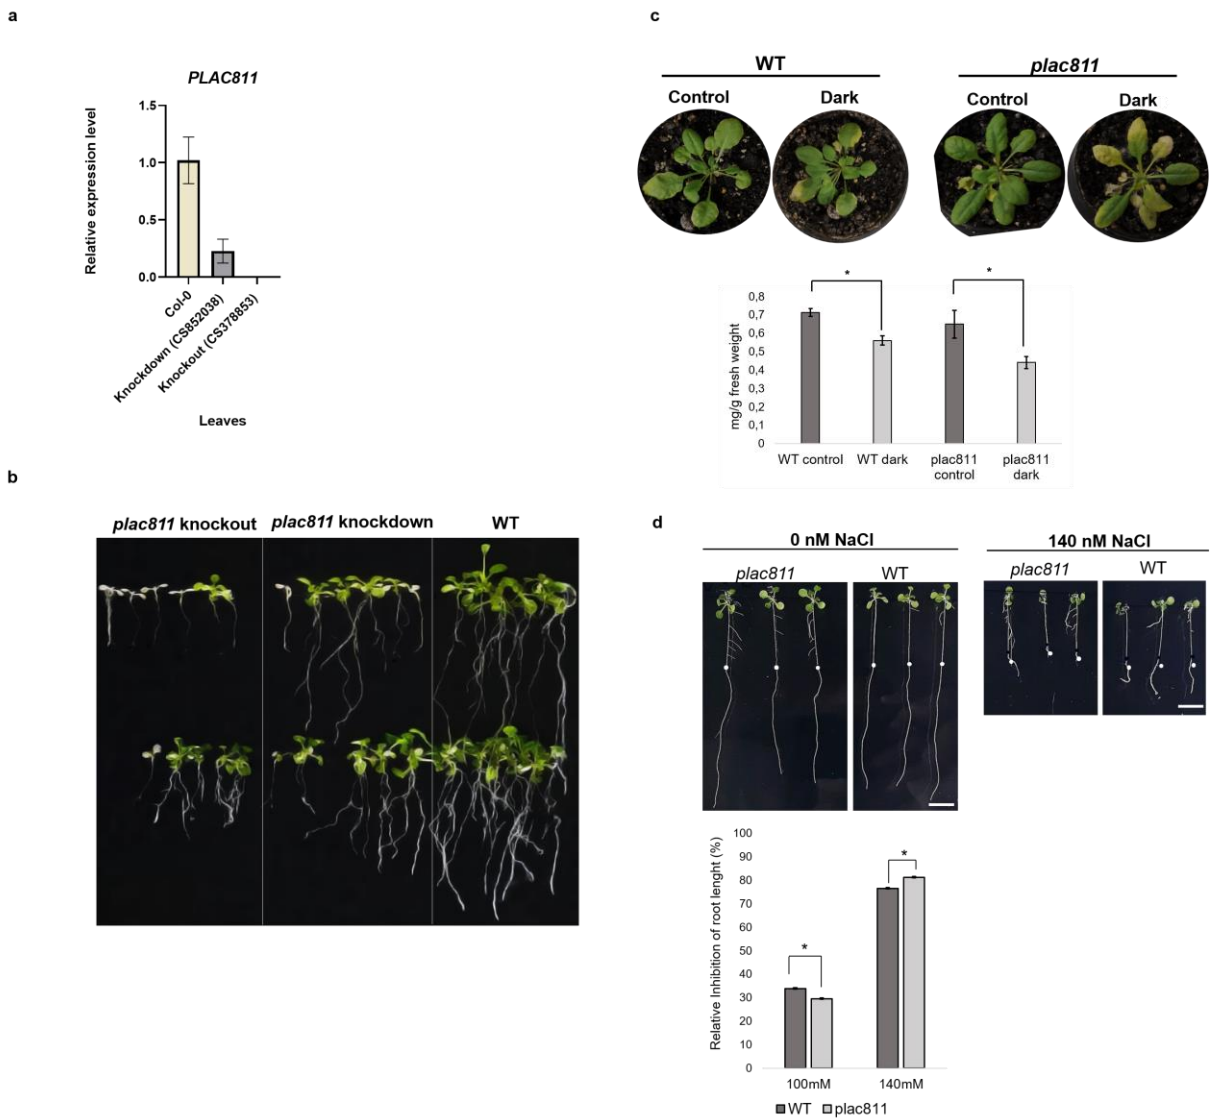 a
PLAC811
Relative expression level
1.5
1.0
0.5
0.0
Col-0
Knockdown (CS852038)
Knockout (CS378853)
Leaves
b
plac811 knockout
plac811 knockdown
WT
c
WT
plac811
Control
Dark
Control
Dark
*
*
mg/g fresh weight
0,8
0,7
0,6
0,5
0,4
0,3
0,2
0,1
0
WT control
WT dark
plac811
control
plac811
dark
d
0 nM NaCl
140 nM NaCl
plac811
WT
plac811
WT
Relative Inhibition of root lenght (%)
100
90
80
70
60
50
40
30
20
10
0
*
*
100mM
140mM
WT
plac811